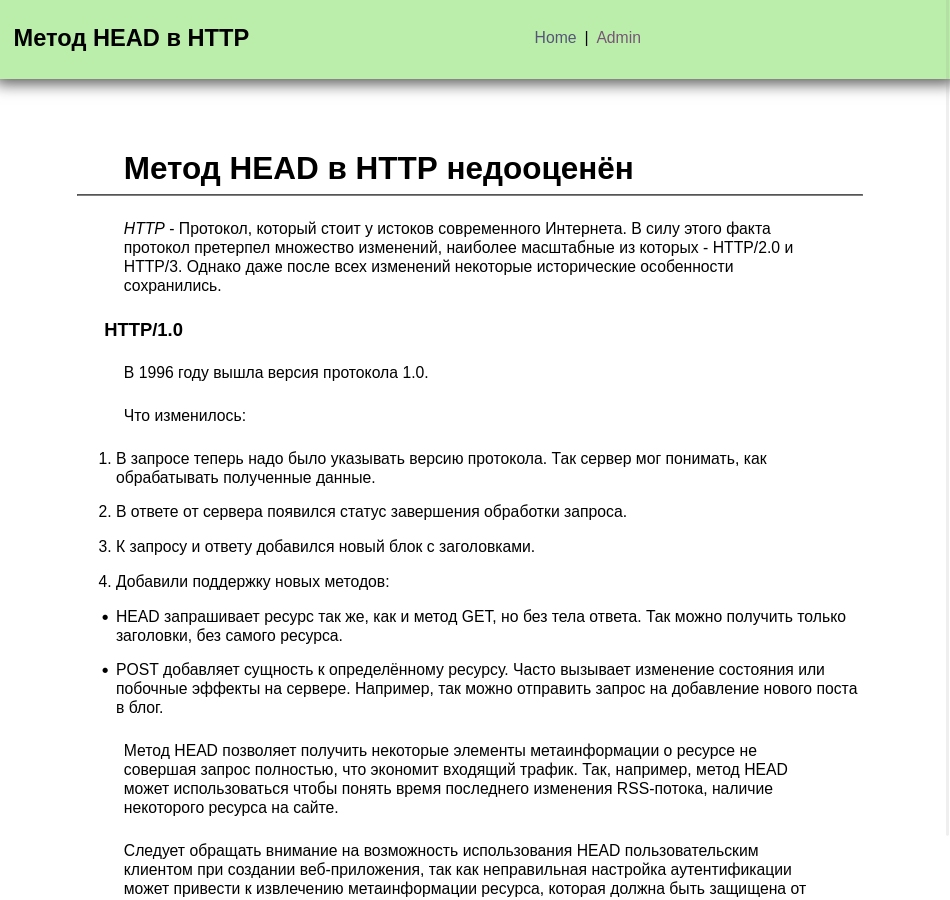 Метод HEAD в HTTP
Home | Admin
Метод HEAD в HTTP недооценён
HTTP - Протокол, который стоит у истоков современного Интернета. В силу этого факта
протокол претерпел множество изменений, наиболее масштабные из которых - HTTP/2.0 и
HTTP/3. Однако даже после всех изменений некоторые исторические особенности
сохранились.
HTTP/1.0
В 1996 году вышла версия протокола 1.0.
Что изменилось:
1. В запросе теперь надо было указывать версию протокола. Так сервер мог понимать, как
обрабатывать полученные данные.
2. В ответе от сервера появился статус завершения обработки запроса.
3. К запросу и ответу добавился новый блок с заголовками.
4. Добавили поддержку новых методов:
• HEAD запрашивает ресурс так же, как и метод GET, но без тела ответа. Так можно получить только
заголовки, без самого ресурса.
• POST добавляет сущность к определённому ресурсу. Часто вызывает изменение состояния или
побочные эффекты на сервере. Например, так можно отправить запрос на добавление нового поста
в блог.
Метод HEAD позволяет получить некоторые элементы метаинформации о ресурсе не
совершая запрос полностью, что экономит входящий трафик. Так, например, метод HEAD
может использоваться чтобы понять время последнего изменения RSS-потока, наличие
некоторого ресурса на сайте.
Следует обращать внимание на возможность использования HEAD пользовательским
клиентом при создании веб-приложения, так как неправильная настройка аутентификации
может привести к извлечению метаинформации ресурса, которая должна быть защищена от